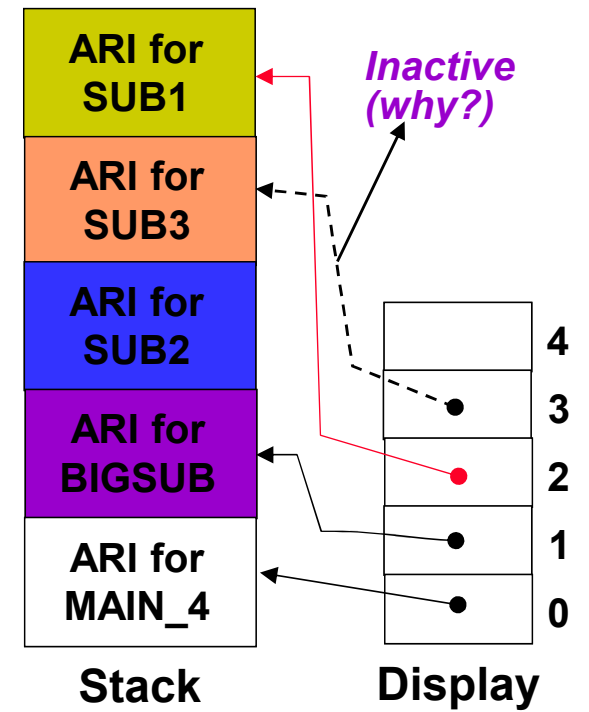 ARI for
SUB1
Inactive
(why?)
ARI for
SUB3
ARI for
SUB2
4
3
ARI for
BIGSUB
2
1
ARI for
MAIN_4
0
Stack
Display